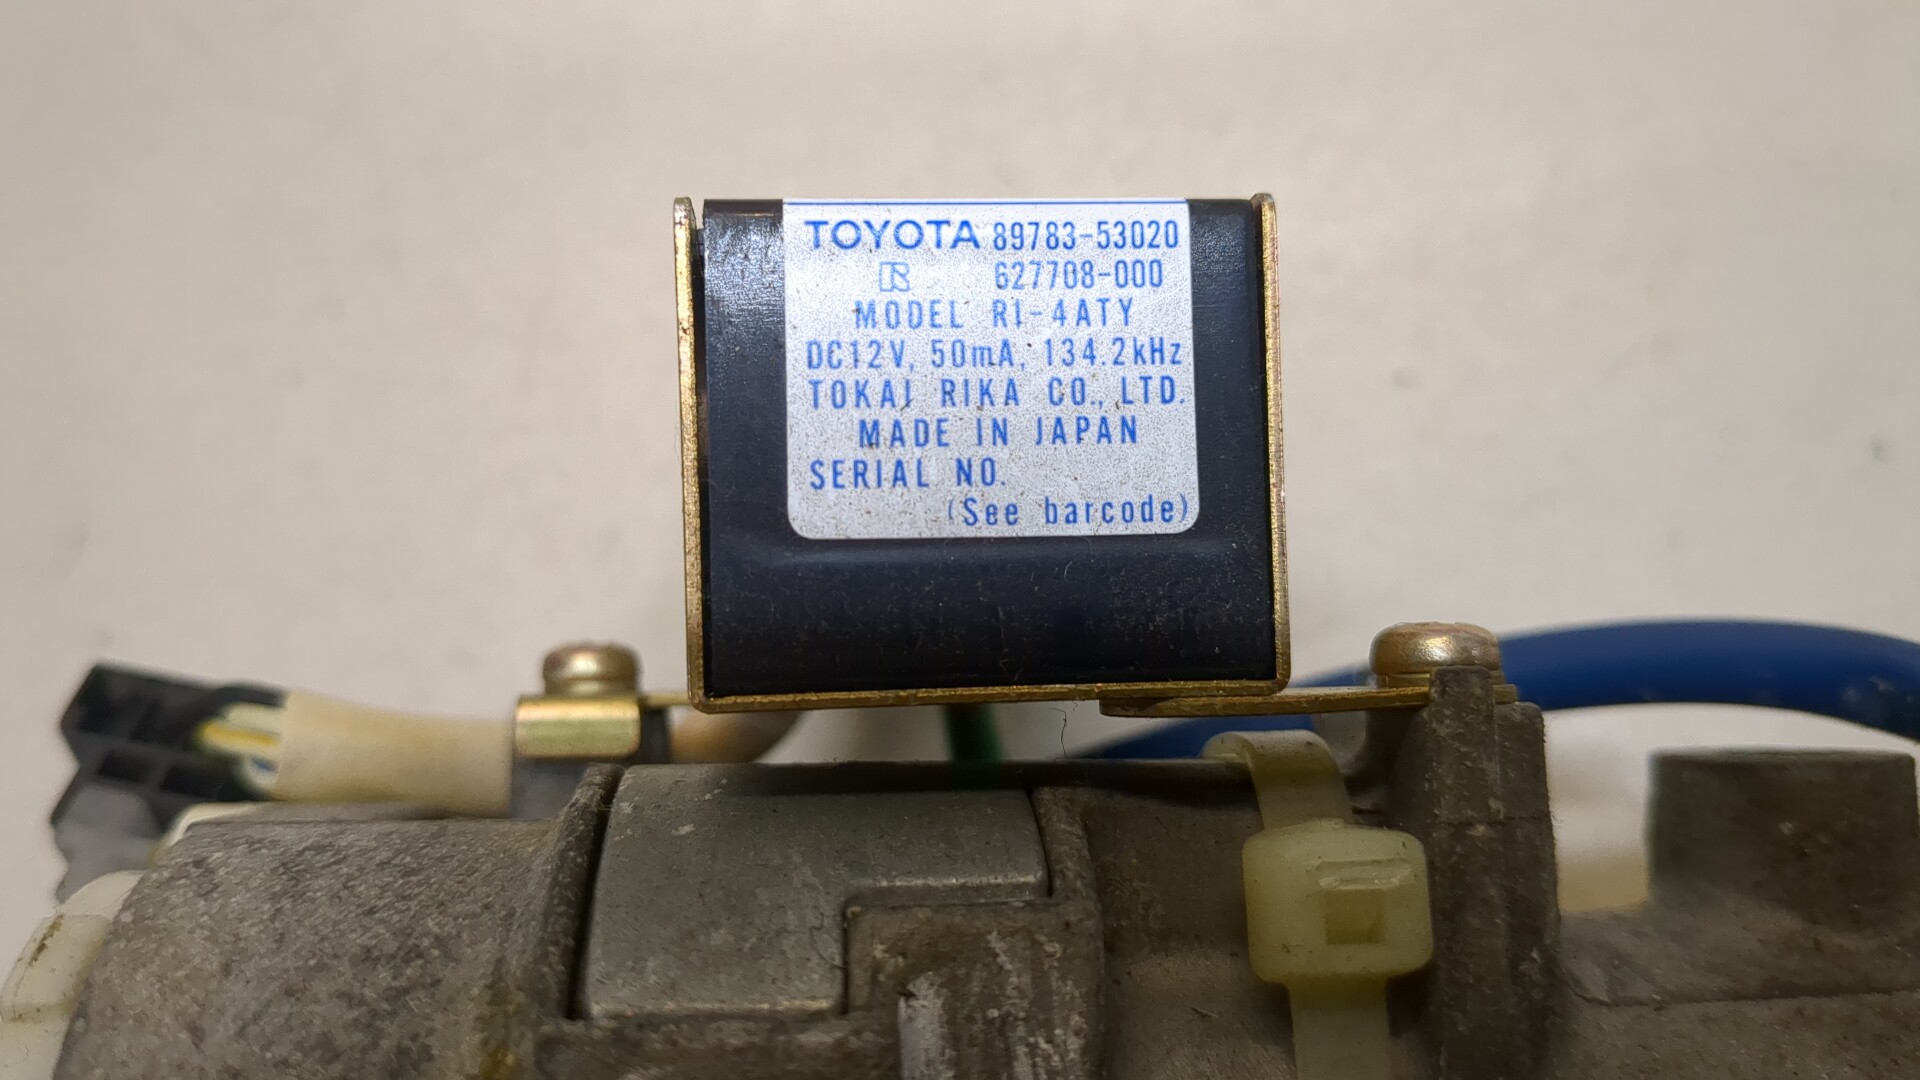 TOYOTA 89783-53020
R 627708-000
MODEL RI-4ATY
DC12V, 50mA, 134.2kHz
TOKAI RIKA CO., LTD.
MADE IN JAPAN
SERIAL NO.
(See barcode)